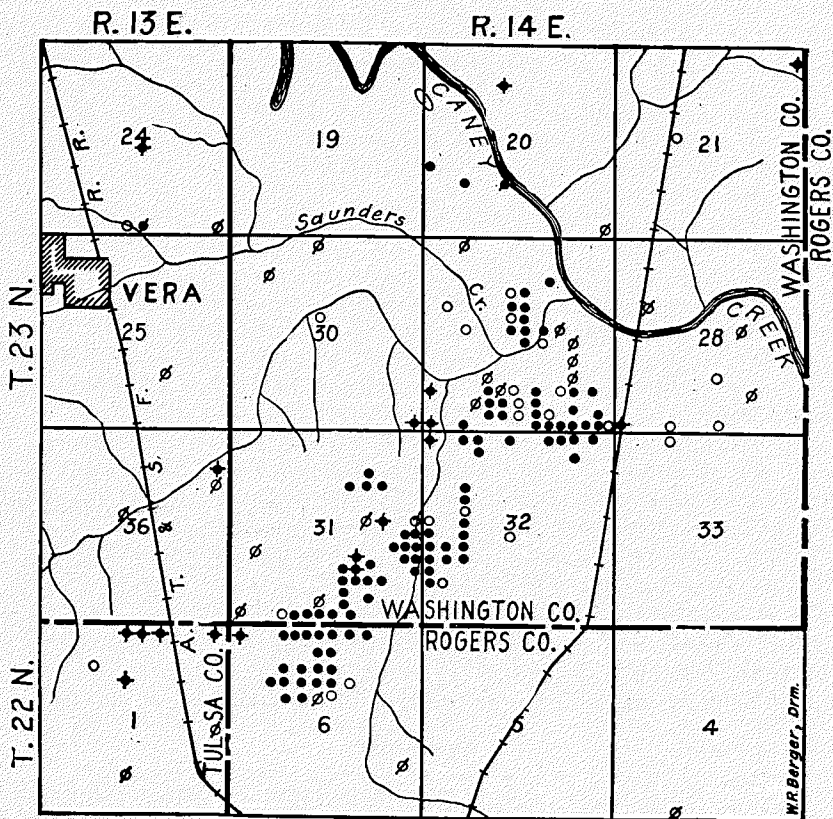 R. 13 E.
R. 14 E.
24
19
20
21
CANEY
CREEK
WASHINGTON CO.
ROGERS CO.
Saunders
Cr.
T. 23 N.
VERA
25
30
28
36
31
32
33
A. T. S. F. R. R.
WASHINGTON CO.
ROGERS CO.
T. 22 N.
TULSA CO.
1
6
5
4
W.R. Berger, Drm.